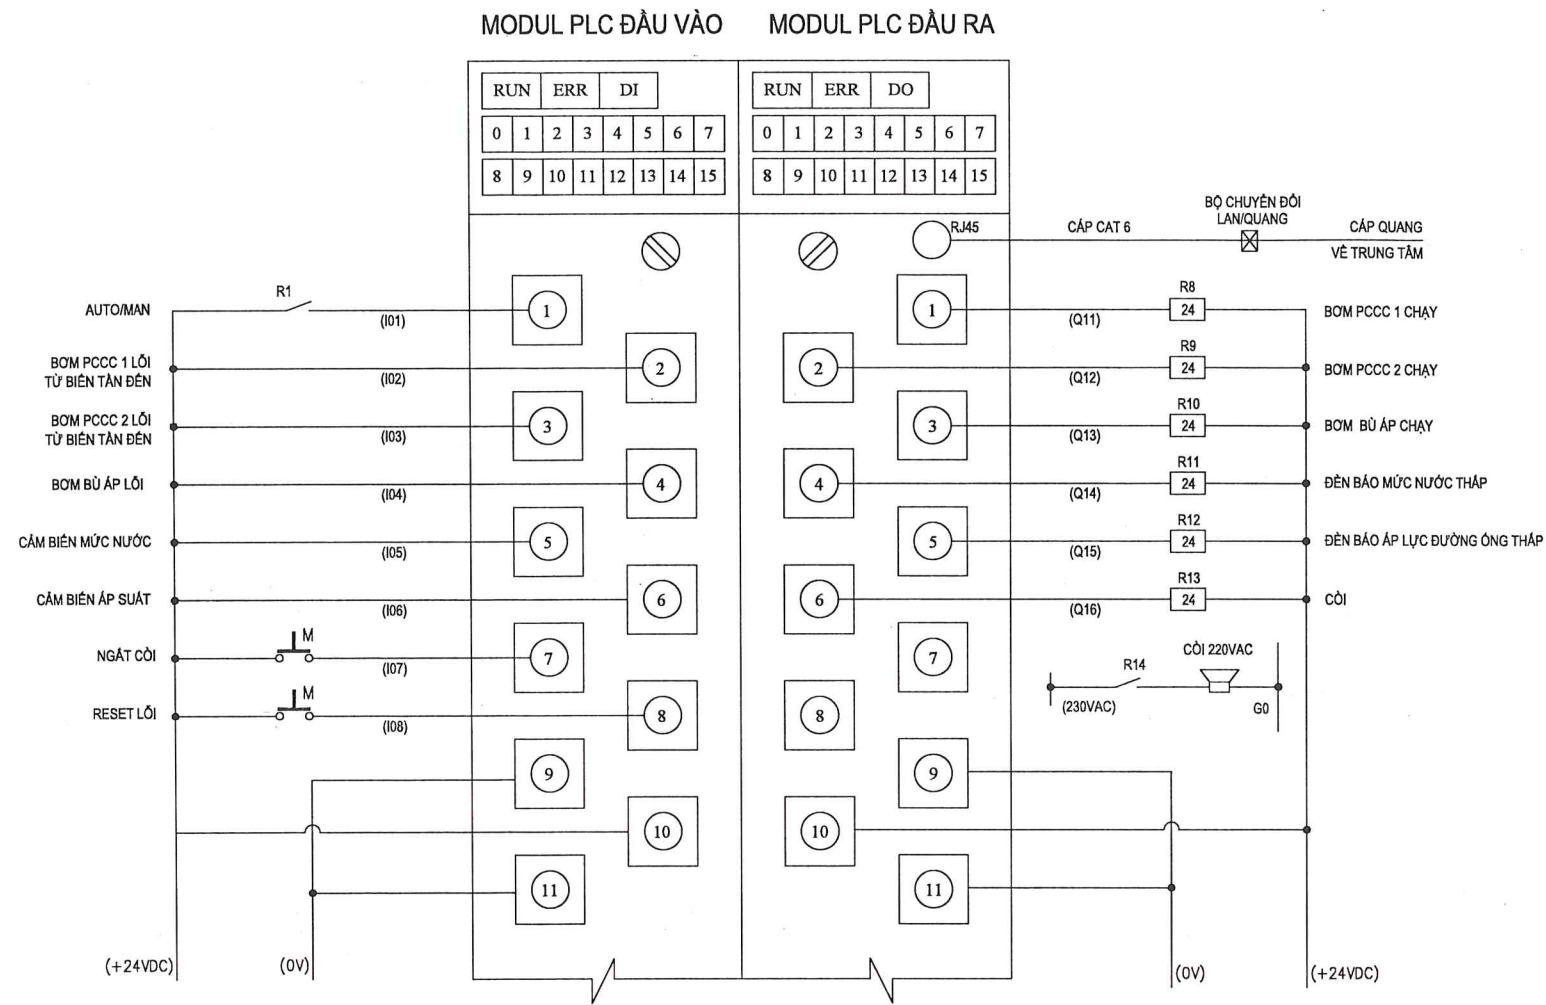 MODUL PLC ĐẦU VÀO
MODUL PLC ĐẦU RA
RUN ERR DI
0 1 2 3 4 5 6 7
8 9 10 11 12 13 14 15
RUN ERR DO
0 1 2 3 4 5 6 7
8 9 10 11 12 13 14 15
RJ45
CÁP CAT 6
BỘ CHUYỂN ĐỔI
LAN/QUANG
CÁP QUANG
VỀ TRUNG TÂM
AUTO/MAN
R1
(I01)
1
BƠM PCCC 1 LỖI
TỪ BIẾN TẦN ĐẾN
(I02)
2
BƠM PCCC 2 LỖI
TỪ BIẾN TẦN ĐẾN
(I03)
3
BƠM BÙ ÁP LỖI
(I04)
4
CẢM BIẾN MỨC NƯỚC
(I05)
5
CẢM BIẾN ÁP SUẤT
(I06)
6
NGẮT CÒI
M
(I07)
7
RESET LỖI
M
(I08)
8
9
10
11
(+24VDC)
(0V)
1
(Q11)
R8
24
BƠM PCCC 1 CHẠY
2
(Q12)
R9
24
BƠM PCCC 2 CHẠY
3
(Q13)
R10
24
BƠM BÙ ÁP CHẠY
4
(Q14)
R11
24
ĐÈN BÁO MỨC NƯỚC THẤP
5
(Q15)
R12
24
ĐÈN BÁO ÁP LỰC ĐƯỜNG ỐNG THẤP
6
(Q16)
R13
24
CÒI
7
R14
CÒI 220VAC
(230VAC)
G0
8
9
10
11
(0V)
(+24VDC)